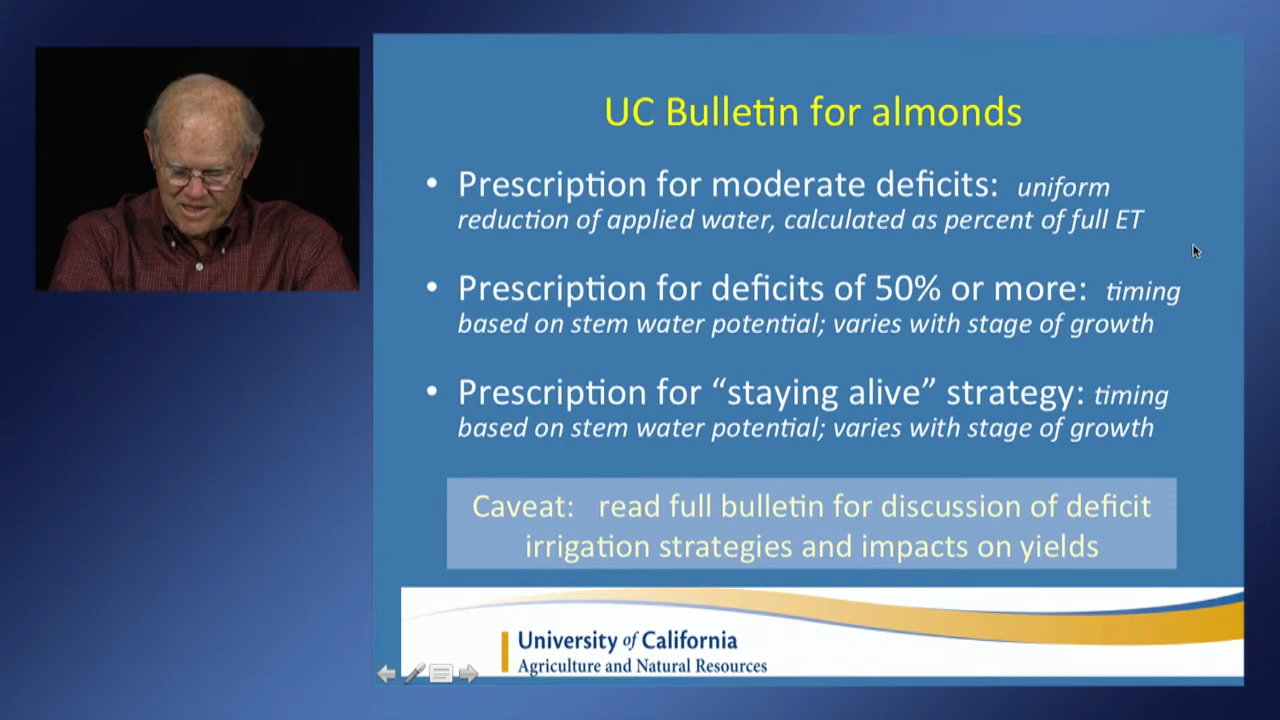 UC Bulletin for almonds
• Prescription for moderate deficits: uniform
reduction of applied water, calculated as percent of full ET
• Prescription for deficits of 50% or more: timing
based on stem water potential; varies with stage of growth
• Prescription for “staying alive” strategy: timing
based on stem water potential; varies with stage of growth
Caveat: read full bulletin for discussion of deficit
irrigation strategies and impacts on yields
University of California
Agriculture and Natural Resources